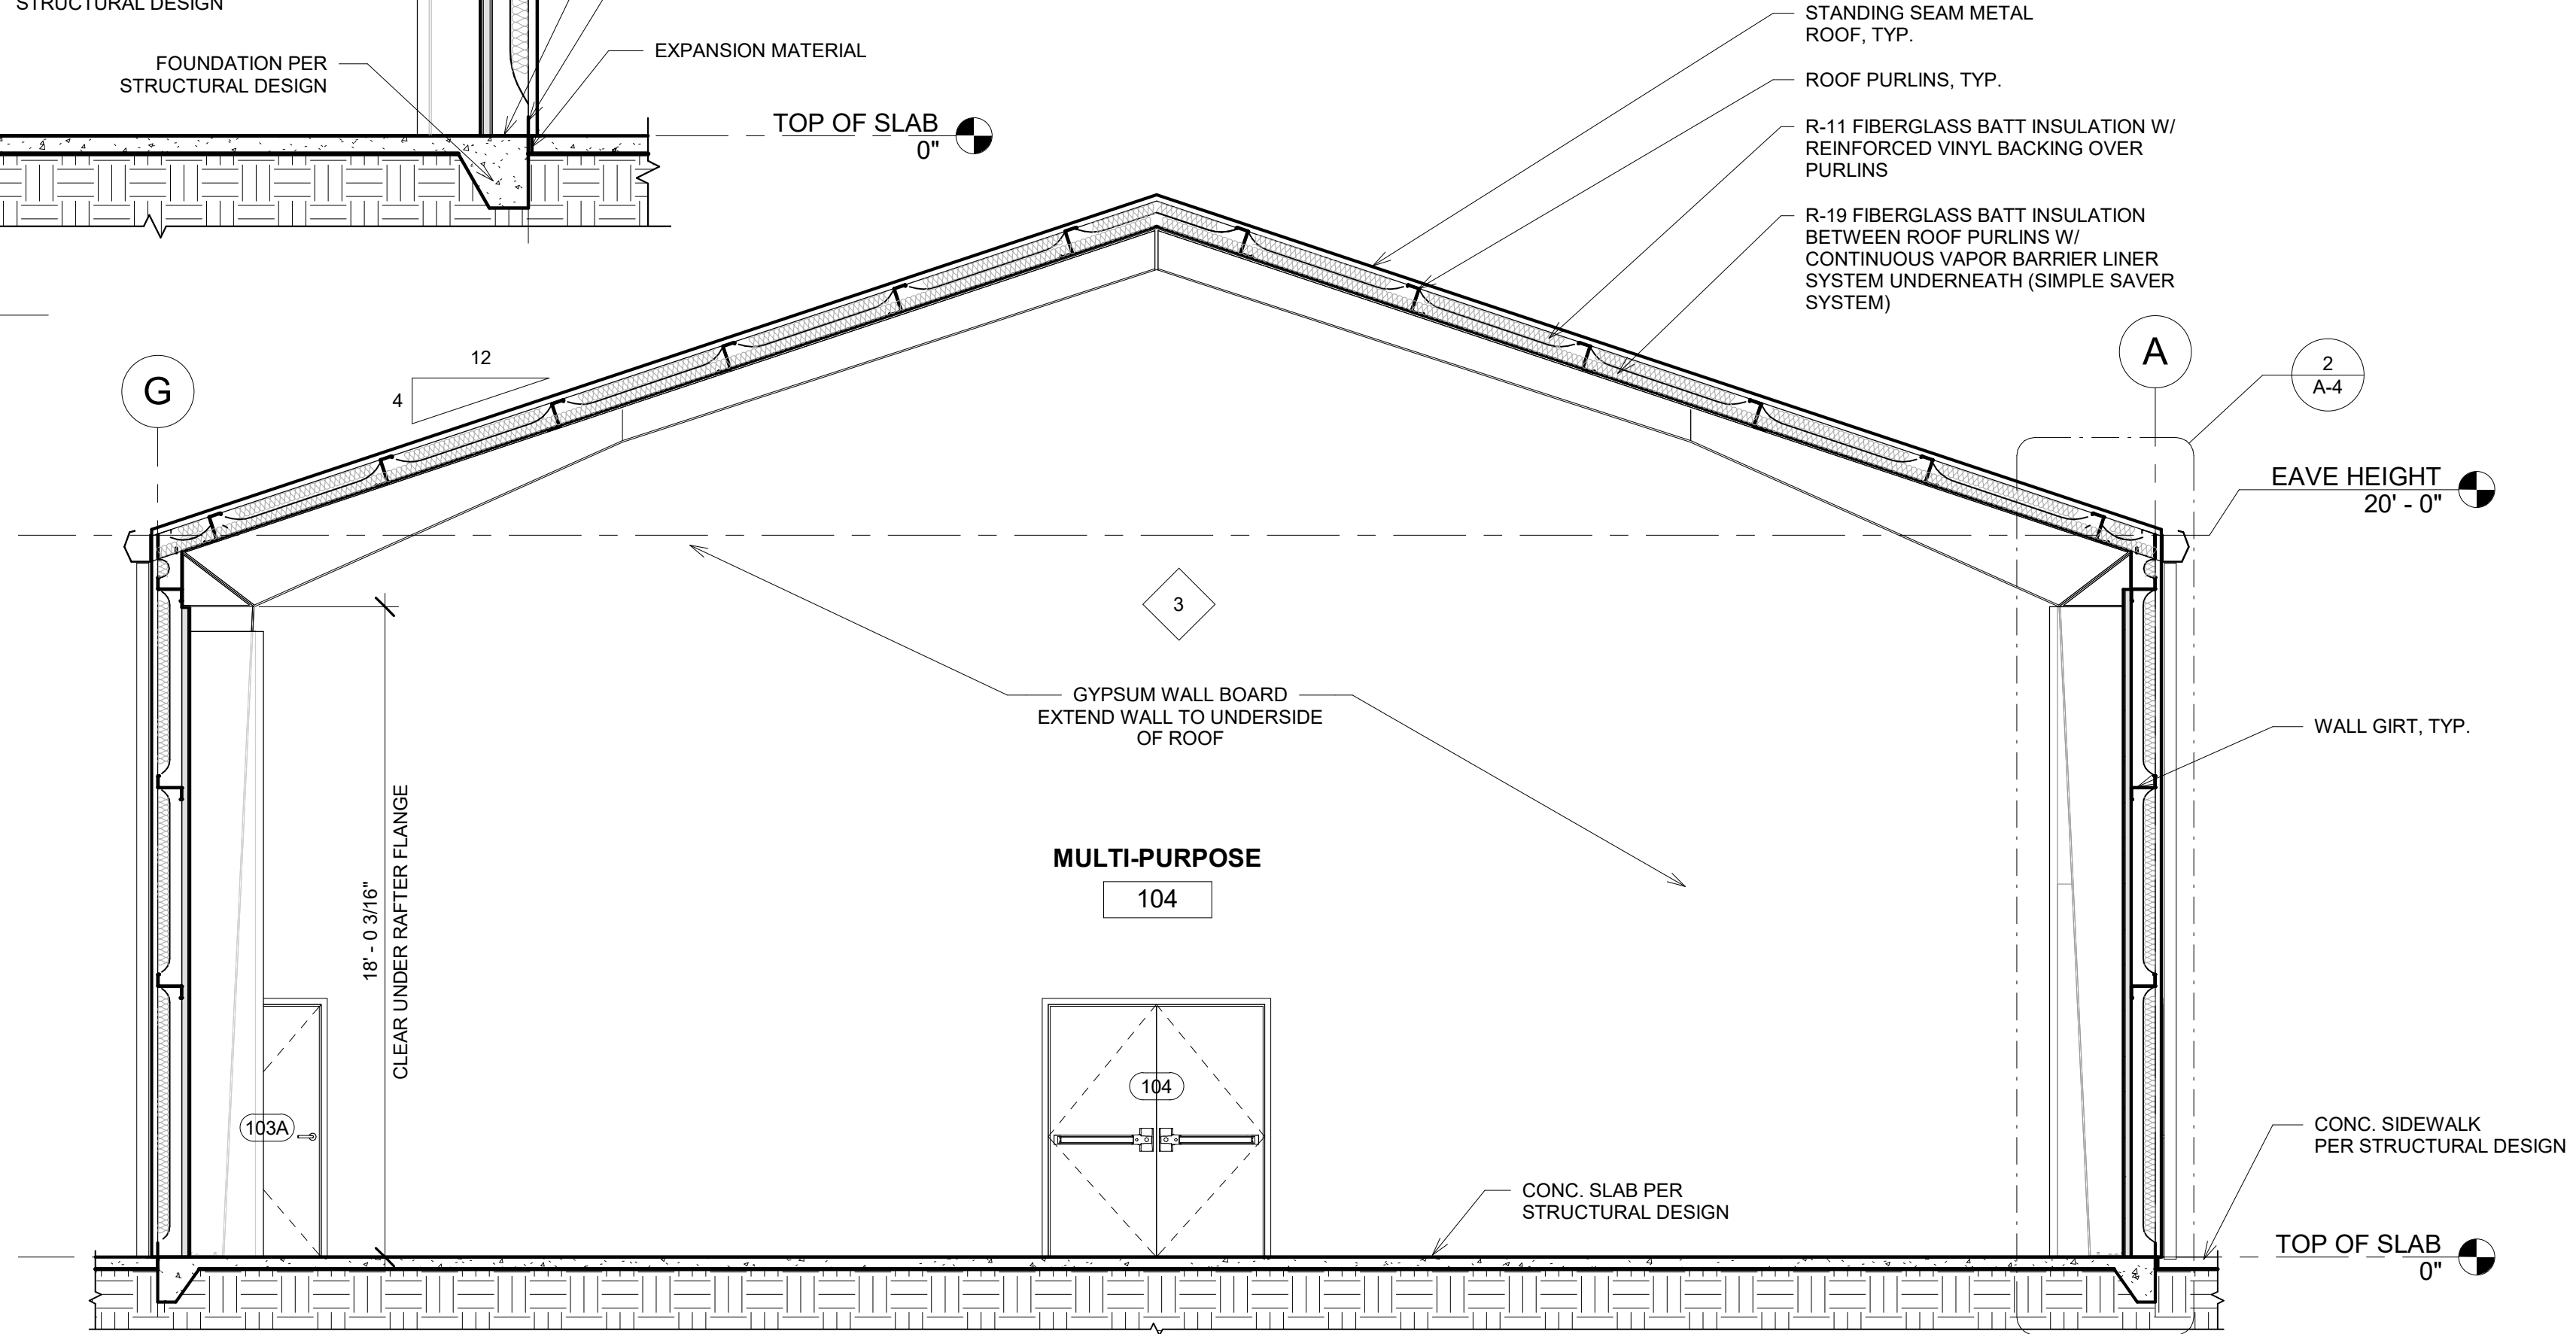 STRUCTURAL DESIGN
FOUNDATION PER
STRUCTURAL DESIGN
EXPANSION MATERIAL
TOP OF SLAB
0"
STANDING SEAM METAL
ROOF, TYP.
ROOF PURLINS, TYP.
R-11 FIBERGLASS BATT INSULATION W/
REINFORCED VINYL BACKING OVER
PURLINS
R-19 FIBERGLASS BATT INSULATION
BETWEEN ROOF PURLINS W/
CONTINUOUS VAPOR BARRIER LINER
SYSTEM UNDERNEATH (SIMPLE SAVER
SYSTEM)
G
12
4
A
2
A-4
EAVE HEIGHT
20' - 0"
3
GYPSUM WALL BOARD
EXTEND WALL TO UNDERSIDE
OF ROOF
WALL GIRT, TYP.
18' - 0 3/16"
CLEAR UNDER RAFTER FLANGE
MULTI-PURPOSE
104
103A
104
CONC. SLAB PER
STRUCTURAL DESIGN
CONC. SIDEWALK
PER STRUCTURAL DESIGN
TOP OF SLAB
0"